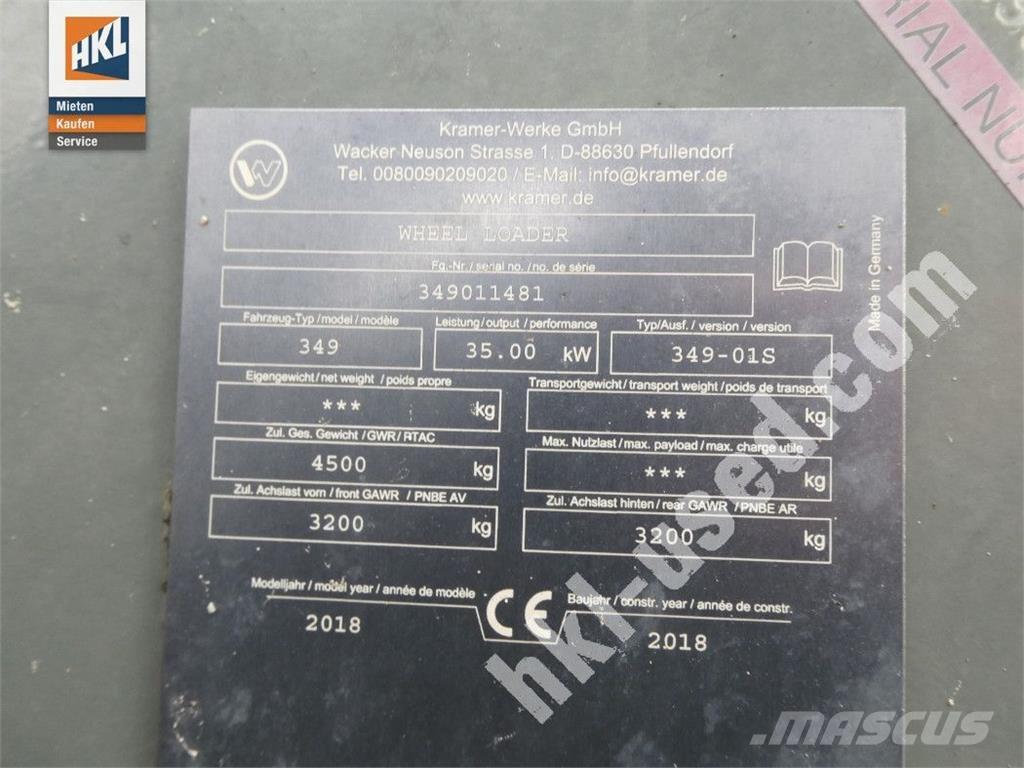 HKL
Mieten
Kaufen
Service
RIAL NU
Kramer-Werke GmbH
Wacker Neuson Strasse 1, D-88630 Pfullendorf
Tel. 0080090209020 / E-Mail: info@kramer.de
www.kramer.de
WHEEL LOADER
Fg.-Nr / serial no. / no. de série
349011481
Made in Germany
Fahrzeug-Typ / model / modèle Leistung / output / performance Typ/Ausf. / version / version
349 35.00 kW 349-01S
Eigengewicht / net weight / poids propre Transportgewicht / transport weight / poids de transport
*** kg *** kg
Zul. Ges. Gewicht / GWR / RTAC Max. Nutzlast / max. payload / max. charge utile
4500 kg *** kg
Zul. Achslast vorn / front GAWR / PNBE AV Zul. Achslast hinten / rear GAWR / PNBE AR
3200 kg 3200 kg
Modelljahr / model year / année de modèle CE Baujahr / constr. year / année de constr.
2018 2018
hkl-used.com
MASCUS